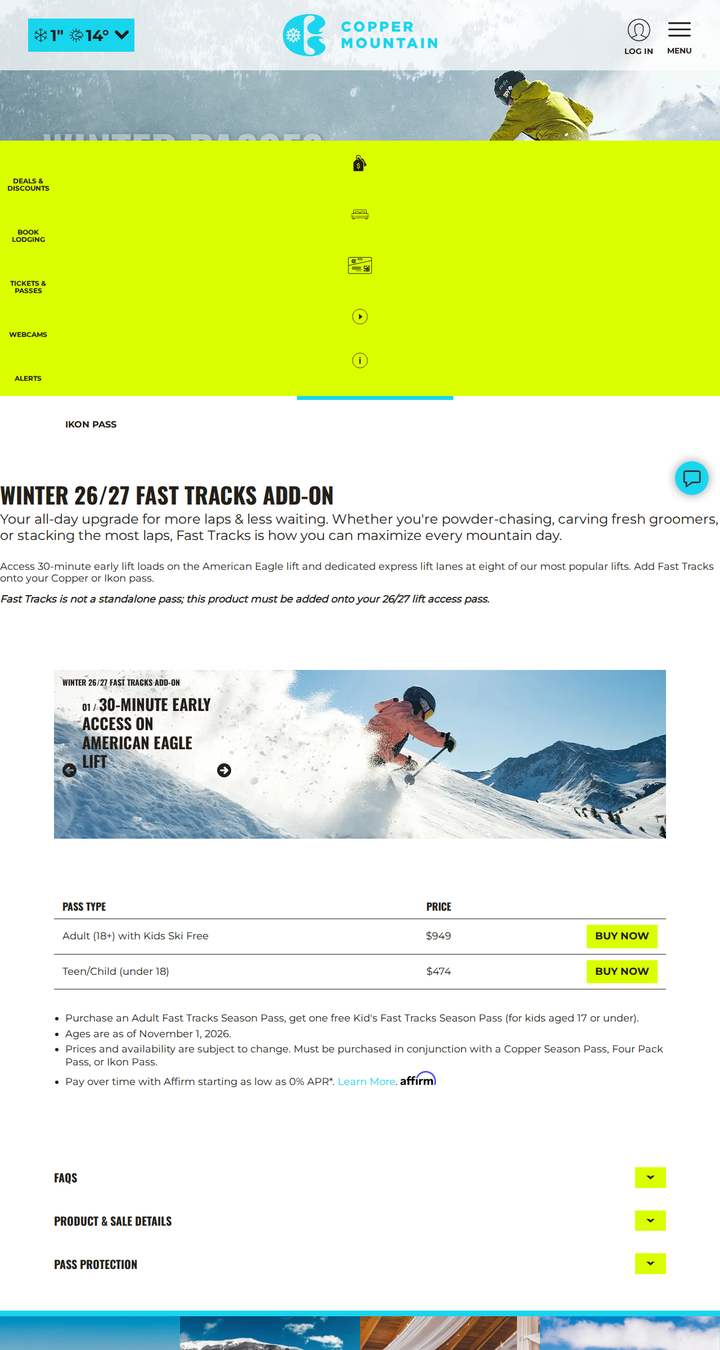 1" 14°
COPPER
MOUNTAIN
LOG IN
MENU
WINTER PASSES
DEALS &
DISCOUNTS
BOOK
LODGING
TICKETS &
PASSES
WEBCAMS
ALERTS
IKON PASS
WINTER 26/27 FAST TRACKS ADD-ON
Your all-day upgrade for more laps & less waiting. Whether you're powder-chasing, carving fresh groomers,
or stacking the most laps, Fast Tracks is how you can maximize every mountain day.
Access 30-minute early lift loads on the American Eagle lift and dedicated express lift lanes at eight of our most popular lifts. Add Fast Tracks
onto your Copper or Ikon pass.
Fast Tracks is not a standalone pass; this product must be added onto your 26/27 lift access pass.
WINTER 26/27 FAST TRACKS ADD-ON
01 / 30-MINUTE EARLY
ACCESS ON
AMERICAN EAGLE
LIFT
PASS TYPE PRICE
Adult (18+) with Kids Ski Free $949 BUY NOW
Teen/Child (under 18) $474 BUY NOW
• Purchase an Adult Fast Tracks Season Pass, get one free Kid's Fast Tracks Season Pass (for kids aged 17 or under).
• Ages are as of November 1, 2026.
• Prices and availability are subject to change. Must be purchased in conjunction with a Copper Season Pass, Four Pack
Pass, or Ikon Pass.
• Pay over time with Affirm starting as low as 0% APR*. Learn More. affirm
FAQS
PRODUCT & SALE DETAILS
PASS PROTECTION